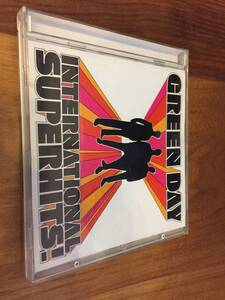 GREEN DAY
INTERNATIONAL
SUPERHITS!